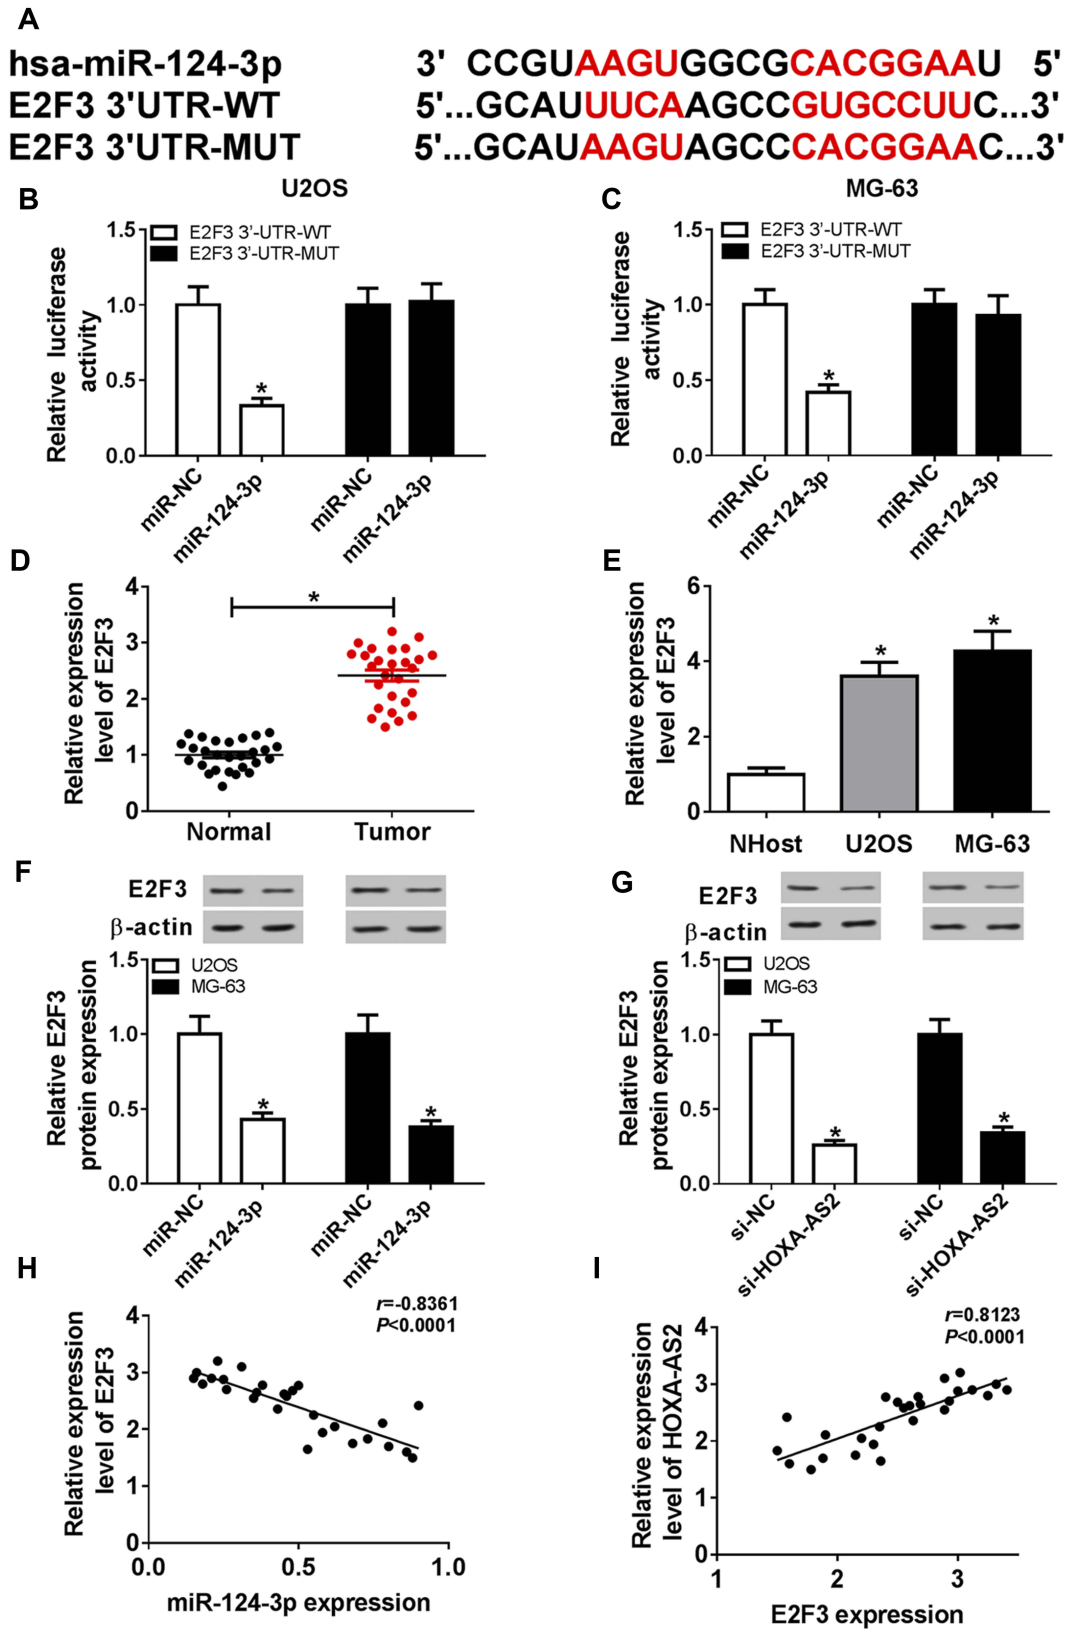 A
hsa-miR-124-3p 3' CCGUAAGUGGCGCACGGAAU 5'
E2F3 3'UTR-WT 5'...GCAUUUCAAGCCGUGCCUUC...3'
E2F3 3'UTR-MUT 5'...GCAUAAGUAGCCCACGGAAC...3'
B
U2OS
E2F3 3'-UTR-WT
E2F3 3'-UTR-MUT
Relative luciferase
activity
1.5
1.0
0.5
0.0
*
miR-NC
miR-124-3p
miR-NC
miR-124-3p
C
MG-63
E2F3 3'-UTR-WT
E2F3 3'-UTR-MUT
Relative luciferase
activity
1.5
1.0
0.5
0.0
*
miR-NC
miR-124-3p
miR-NC
miR-124-3p
D
Relative expression
level of E2F3
4
3
2
1
0
*
Normal
Tumor
E
Relative expression
level of E2F3
6
4
2
0
*
*
NHost
U2OS
MG-63
F
E2F3
β-actin
U2OS
MG-63
Relative E2F3
protein expression
1.5
1.0
0.5
0.0
*
*
miR-NC
miR-124-3p
miR-NC
miR-124-3p
G
E2F3
β-actin
U2OS
MG-63
Relative E2F3
protein expression
1.5
1.0
0.5
0.0
*
*
si-NC
si-HOXA-AS2
si-NC
si-HOXA-AS2
H
r=-0.8361
P<0.0001
Relative expression
level of E2F3
4
3
2
1
0
0.0
0.5
1.0
miR-124-3p expression
I
r=0.8123
P<0.0001
Relative expression
level of HOXA-AS2
4
3
2
1
0
1
2
3
E2F3 expression